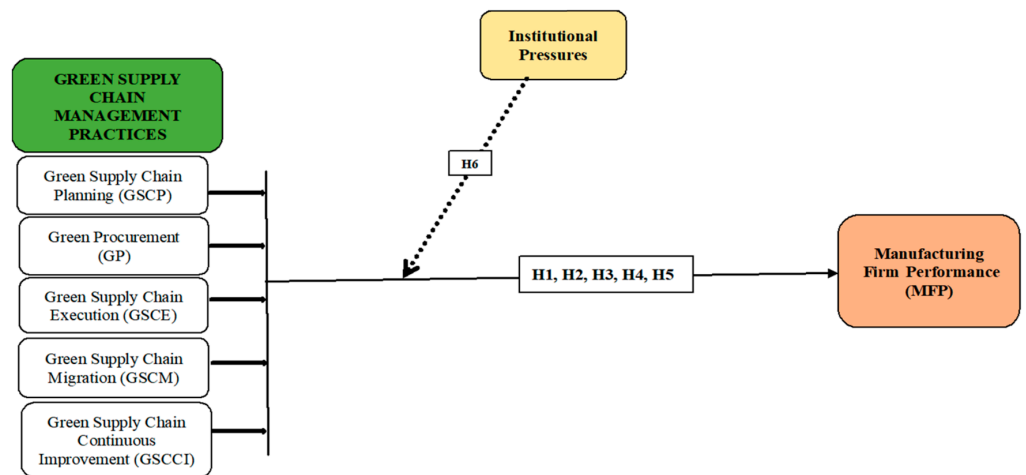 Institutional
Pressures
GREEN SUPPLY
CHAIN
MANAGEMENT
PRACTICES
H6
Green Supply Chain
Planning (GSCP)
Green Procurement
(GP)
Green Supply Chain
Execution (GSCE)
Green Supply Chain
Migration (GSCM)
Green Supply Chain
Continuous
Improvement (GSCCI)
H1, H2, H3, H4, H5
Manufacturing
Firm Performance
(MFP)